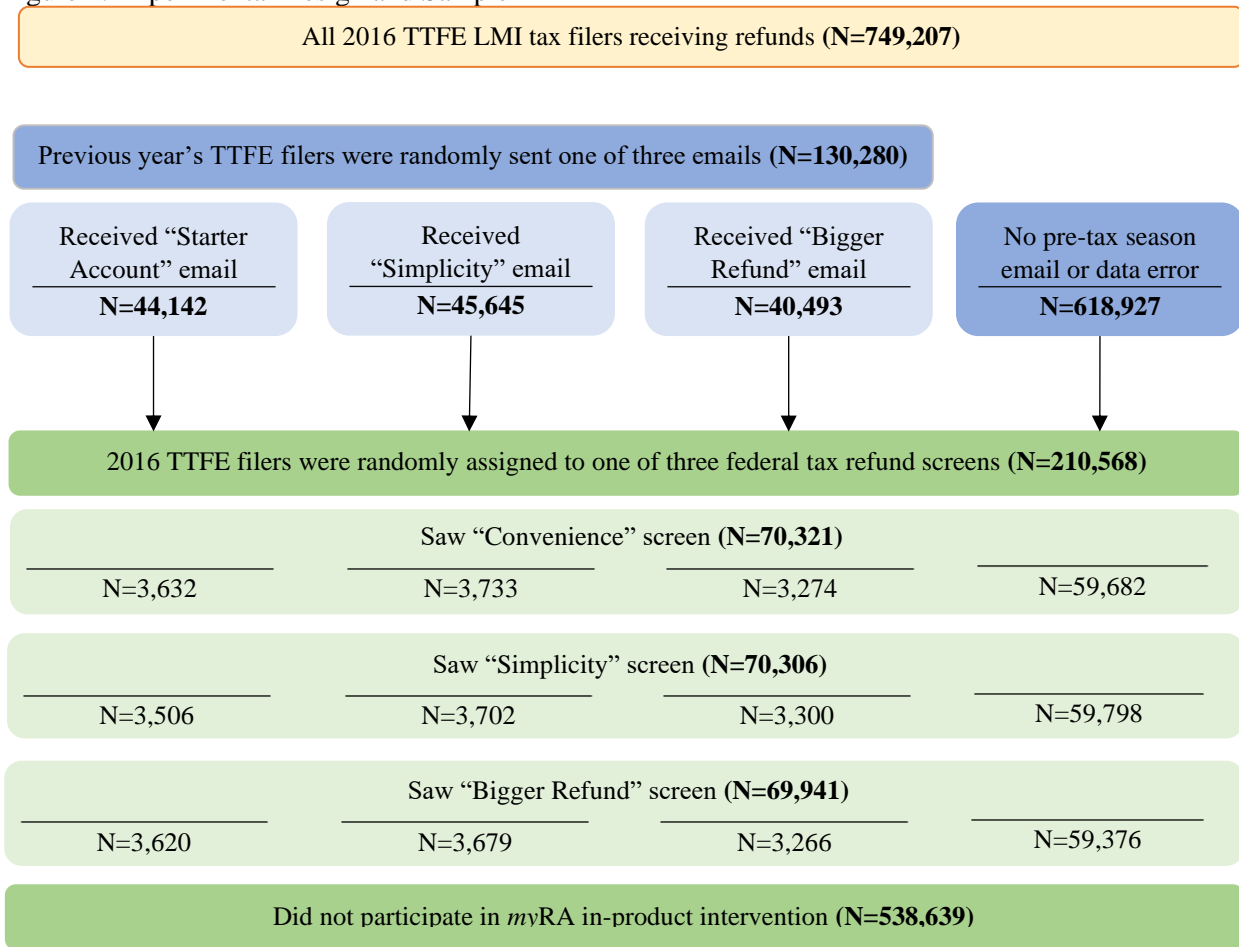 All 2016 TTFE LMI tax filers receiving refunds (N=749,207)
Previous year’s TTFE filers were randomly sent one of three emails (N=130,280)
Received “Starter
Account” email
N=44,142
Received
“Simplicity” email
N=45,645
Received “Bigger
Refund” email
N=40,493
No pre-tax season
email or data error
N=618,927
2016 TTFE filers were randomly assigned to one of three federal tax refund screens (N=210,568)
Saw “Convenience” screen (N=70,321)
N=3,632
N=3,733
N=3,274
N=59,682
Saw “Simplicity” screen (N=70,306)
N=3,506
N=3,702
N=3,300
N=59,798
Saw “Bigger Refund” screen (N=69,941)
N=3,620
N=3,679
N=3,266
N=59,376
Did not participate in myRA in-product intervention (N=538,639)